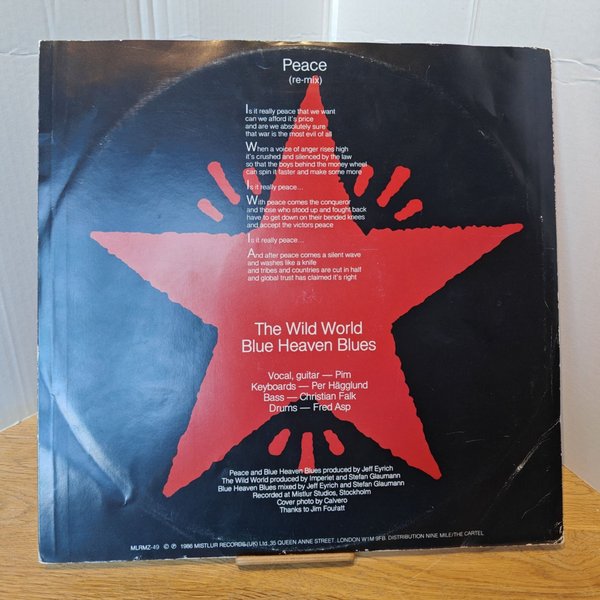 Peace
(re-mix)
Is it really peace that we want
can we afford it's price
and are we absolutely sure
that war is the most evil of all
When a voice of anger rises high
it's crushed and silenced by the law
so that the boys behind the money wheel
can spin it faster and make some more
Is it really peace...
With peace comes the conqueror
and those who stood up and fought back
have to get down on their bended knees
and accept the victors peace
Is it really peace...
And after peace comes a silent wave
and washes like a knife
and tribes and countries are cut in half
and global trust has claimed it's right
The Wild World
Blue Heaven Blues
Vocal, guitar — Pim
Keyboards — Per Hägglund
Bass — Christian Falk
Drums — Fred Asp
Peace and Blue Heaven Blues produced by Jeff Eyrich
The Wild World produced by Imperiet and Stefan Glaumann
Blue Heaven Blues mixed by Jeff Eyrich and Stefan Glaumann
Recorded at Mistlur Studios, Stockholm
Cover photo by Calvero
Thanks to Jim Fouratt
MLRMZ-49 © ℗ 1986 MISTLUR RECORDS (UK) Ltd., 35 QUEEN ANNE STREET, LONDON W1M 9FB. DISTRIBUTION NINE MILE/THE CARTEL